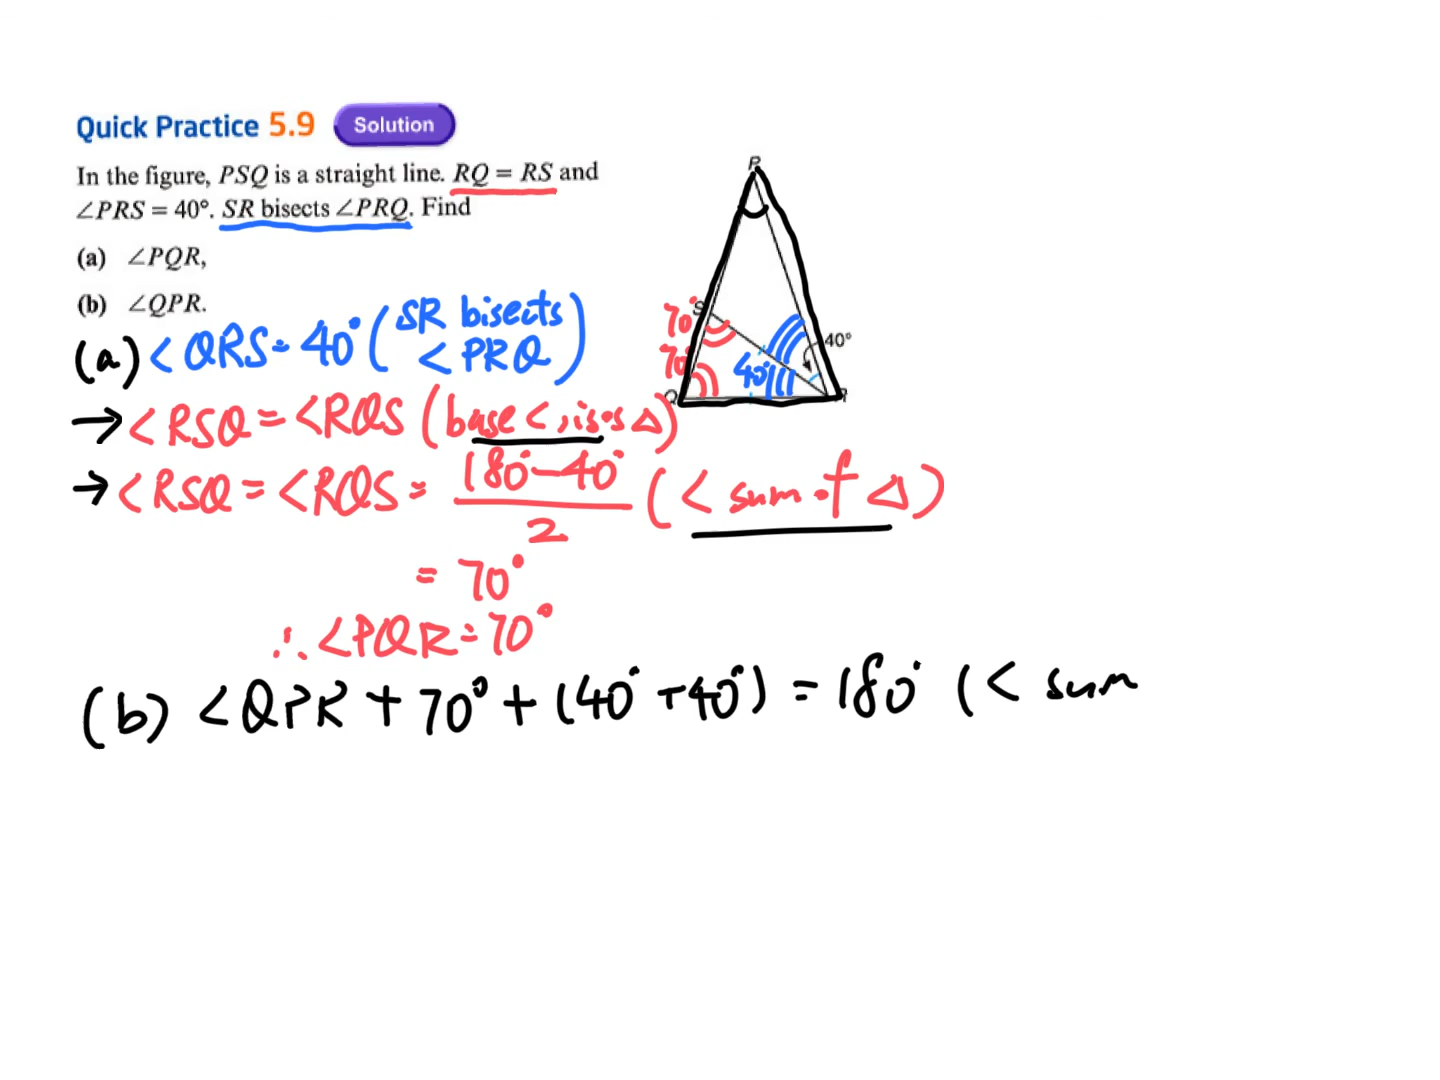 Quick Practice 5.9 Solution
In the figure, PSQ is a straight line. RQ = RS and
∠PRS = 40°. SR bisects ∠PRQ. Find
(a) ∠PQR,
(b) ∠QPR.
P
S
Q
40°
70°
70°
40°
(a) <QRS = 40° (SR bisects
< PRQ)
→ <RSQ = <RQS (base <, isos △)
→ <RSQ = <RQS = 180° - 40° / 2 (< sum of △)
= 70°
∴ <PQR = 70°
(b) <QPR + 70° + (40° + 40°) = 180° (< sum